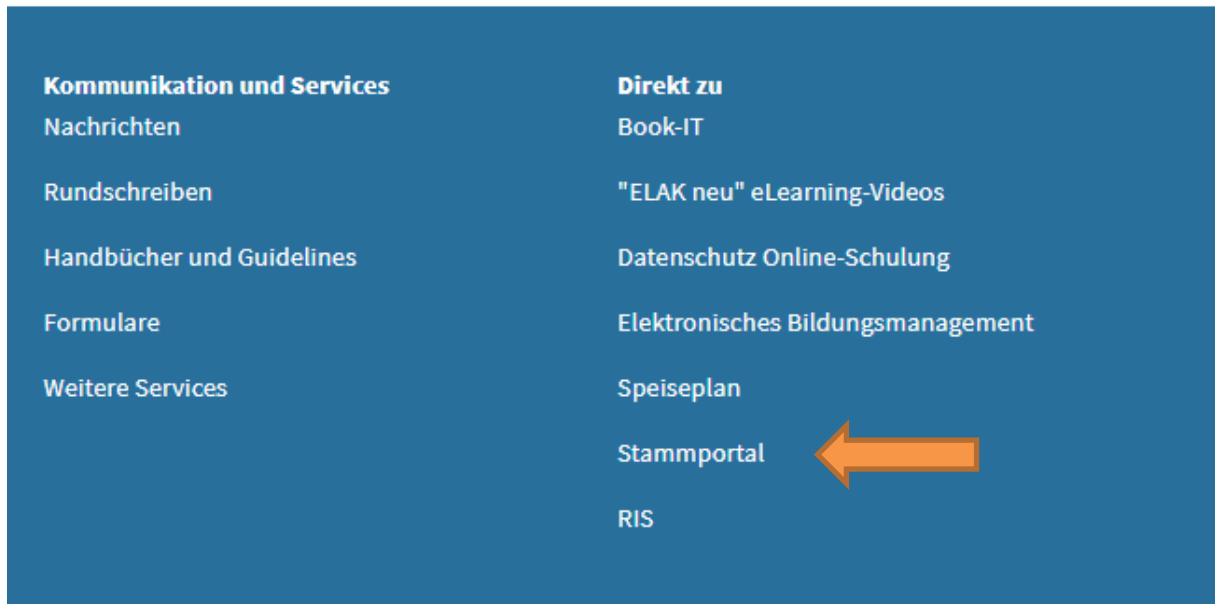 Kommunikation und Services
Nachrichten
Rundschreiben
Handbücher und Guidelines
Formulare
Weitere Services
Direkt zu
Book-IT
"ELAK neu" eLearning-Videos
Datenschutz Online-Schulung
Elektronisches Bildungsmanagement
Speiseplan
Stammportal
RIS